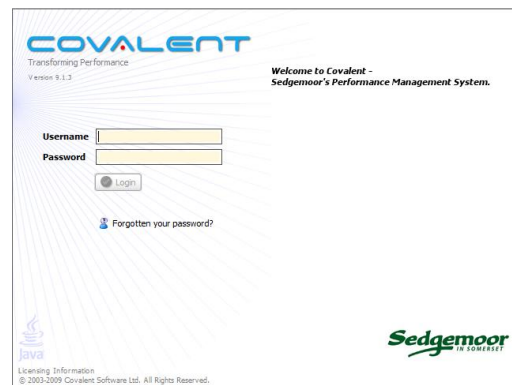 COVALENT
Transforming Performance
Version 9.1.3
Welcome to Covalent -
Sedgemoor's Performance Management System.
Username
Password
Login
Forgotten your password?
Sedgemoor
IN SOMERSET
Java
Licensing Information
© 2003-2009 Covalent Software Ltd. All Rights Reserved.